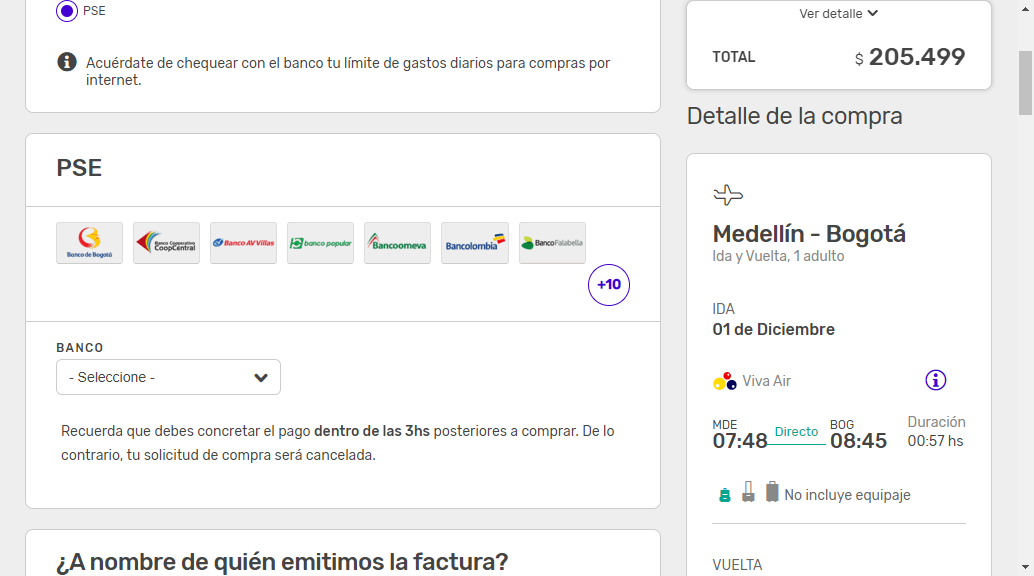 PSE
Acuérdate de chequear con el banco tu límite de gastos diarios para compras por
internet.
PSE
Banco de Bogotá
Banco Cooperativo
CoopCentral
Banco AV Villas
banco popular
Bancoomeva
Bancolombia
Banco Falabella
+10
BANCO
- Seleccione -
Recuerda que debes concretar el pago dentro de las 3hs posteriores a comprar. De lo
contrario, tu solicitud de compra será cancelada.
¿A nombre de quién emitimos la factura?
Ver detalle
TOTAL $ 205.499
Detalle de la compra
Medellín - Bogotá
Ida y Vuelta, 1 adulto
IDA
01 de Diciembre
Viva Air
MDE BOG Duración
07:48 Directo 08:45 00:57 hs
No incluye equipaje
VUELTA